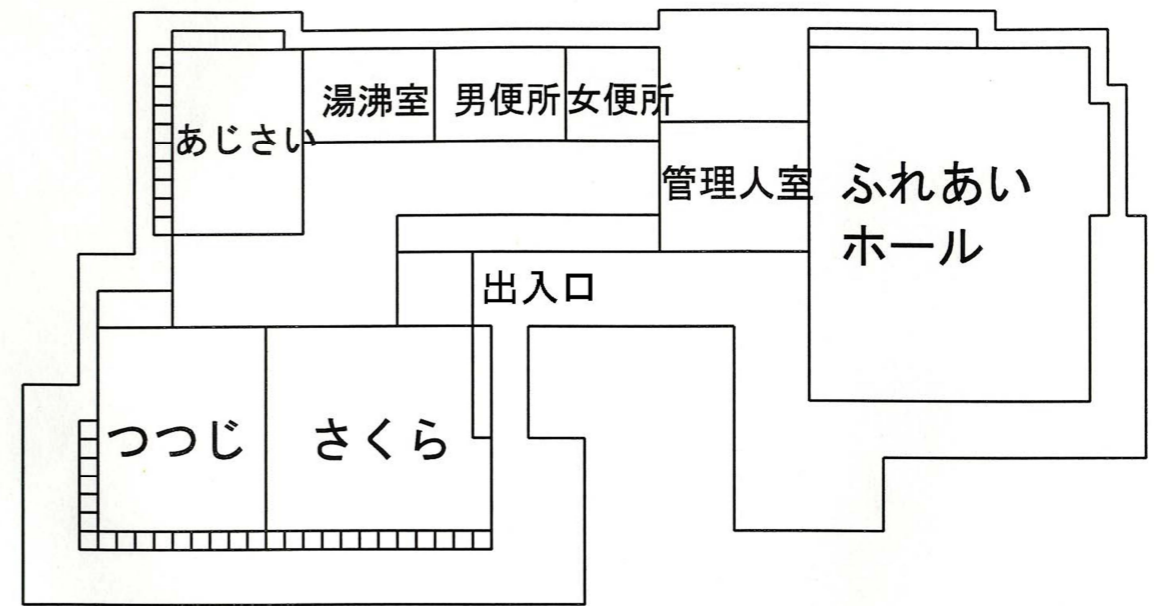 湯沸室
男便所
女便所
あじさい
管理人室
ふれあい
ホール
出入口
つつじ
さくら